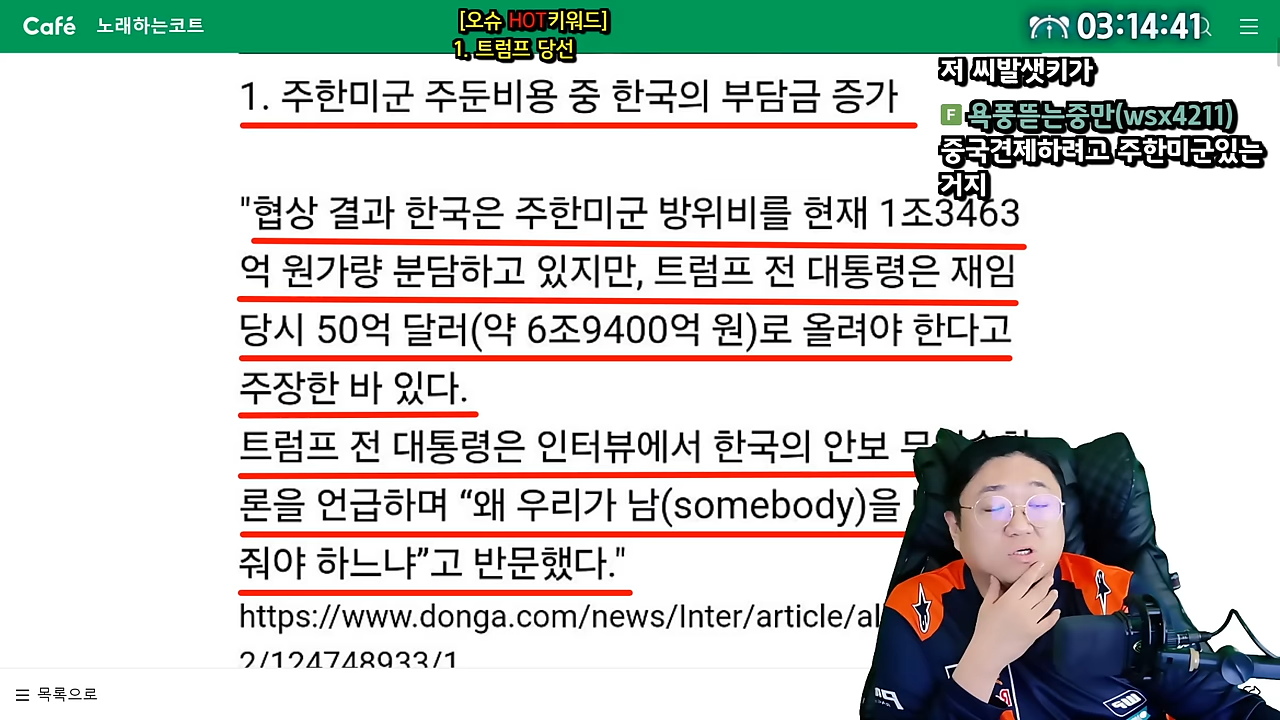 Café 노래하는코트
[오슈 HOT키워드]
1. 트럼프 당선
03:14:41
저 씨발샛키가
F 욕풍뜯는중만(wsx4211)
중국견제하려고 주한미군있는
거지
1. 주한미군 주둔비용 중 한국의 부담금 증가
"협상 결과 한국은 주한미군 방위비를 현재 1조3463
억 원가량 분담하고 있지만, 트럼프 전 대통령은 재임
당시 50억 달러(약 6조9400억 원)로 올려야 한다고
주장한 바 있다.
트럼프 전 대통령은 인터뷰에서 한국의 안보
론을 언급하며 “왜 우리가 남(somebody)을
줘야 하느냐”고 반문했다."
https://www.donga.com/news/Inter/article/al
2/124748933/1
목록으로